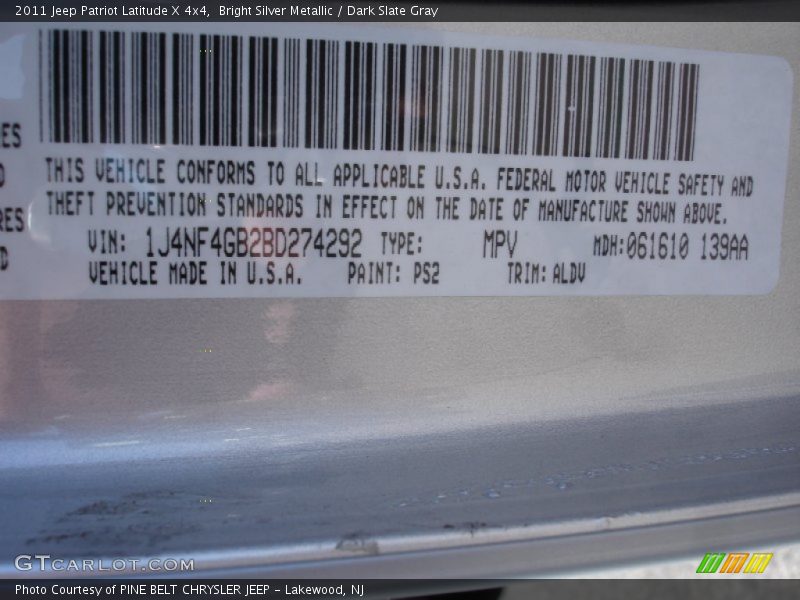 2011 Jeep Patriot Latitude X 4x4, Bright Silver Metallic / Dark Slate Gray
ES
D
RES
D
THIS VEHICLE CONFORMS TO ALL APPLICABLE U.S.A. FEDERAL MOTOR VEHICLE SAFETY AND
THEFT PREVENTION STANDARDS IN EFFECT ON THE DATE OF MANUFACTURE SHOWN ABOVE.
VIN: 1J4NF4GB2BD274292 TYPE: MPV MDH:061610 139AA
VEHICLE MADE IN U.S.A. PAINT: PS2 TRIM: ALDV
GTCARLOT.COM
Photo Courtesy of PINE BELT CHRYSLER JEEP - Lakewood, NJ